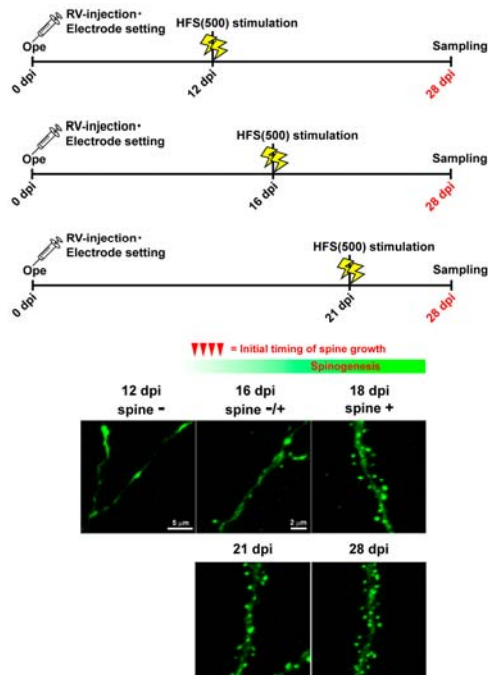 RV-injection・
Electrode setting
HFS(500) stimulation
Ope
Sampling
0 dpi
12 dpi
28 dpi
RV-injection・
Electrode setting
HFS(500) stimulation
Ope
Sampling
0 dpi
16 dpi
28 dpi
RV-injection・
Electrode setting
HFS(500) stimulation
Ope
Sampling
0 dpi
21 dpi
28 dpi
= Initial timing of spine growth
Spinogenesis
12 dpi 16 dpi 18 dpi
spine - spine -/+ spine +
5 μm 2 μm
21 dpi 28 dpi